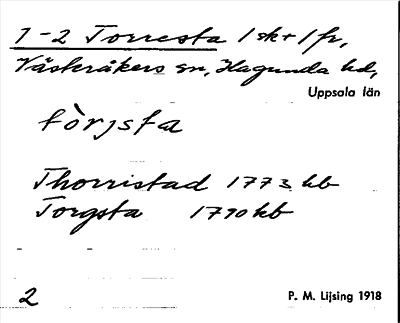 1-2 Torresta 1 sk + 1 fr,
Västeråkers sn, Hagunda hd,
Uppsala län
tòrjsta
Thorristad 1773 kb
Torgsta 1790 kb
2
P. M. Lijsing 1918